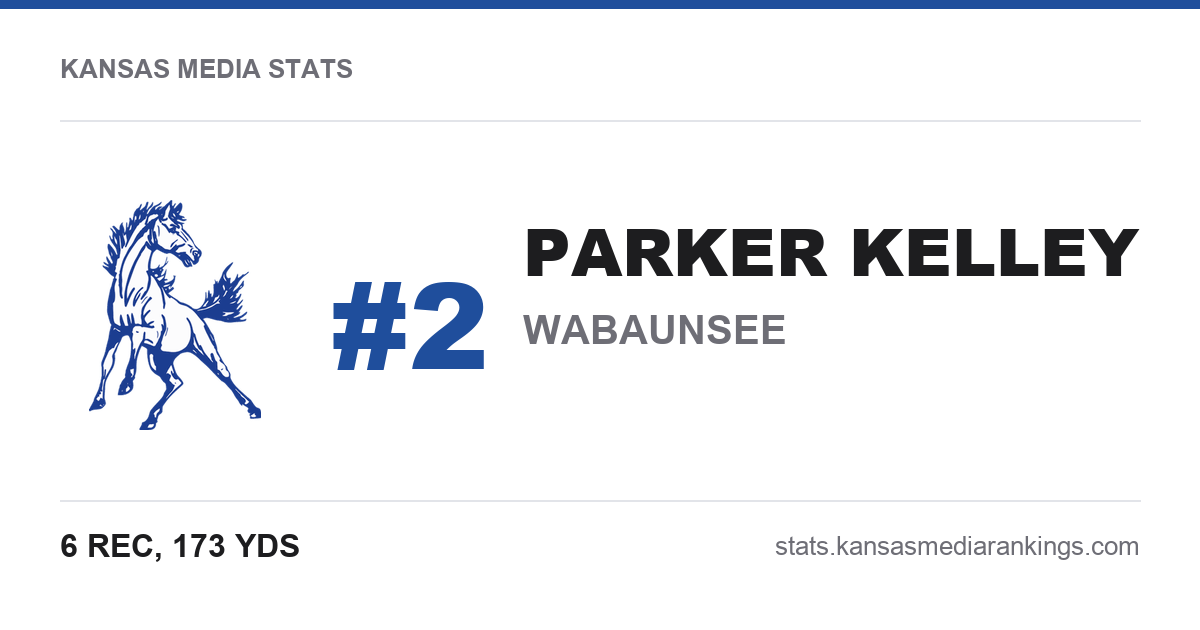 KANSAS MEDIA STATS
#2
PARKER KELLEY
WABAUNSEE
6 REC, 173 YDS
stats.kansasmediarankings.com